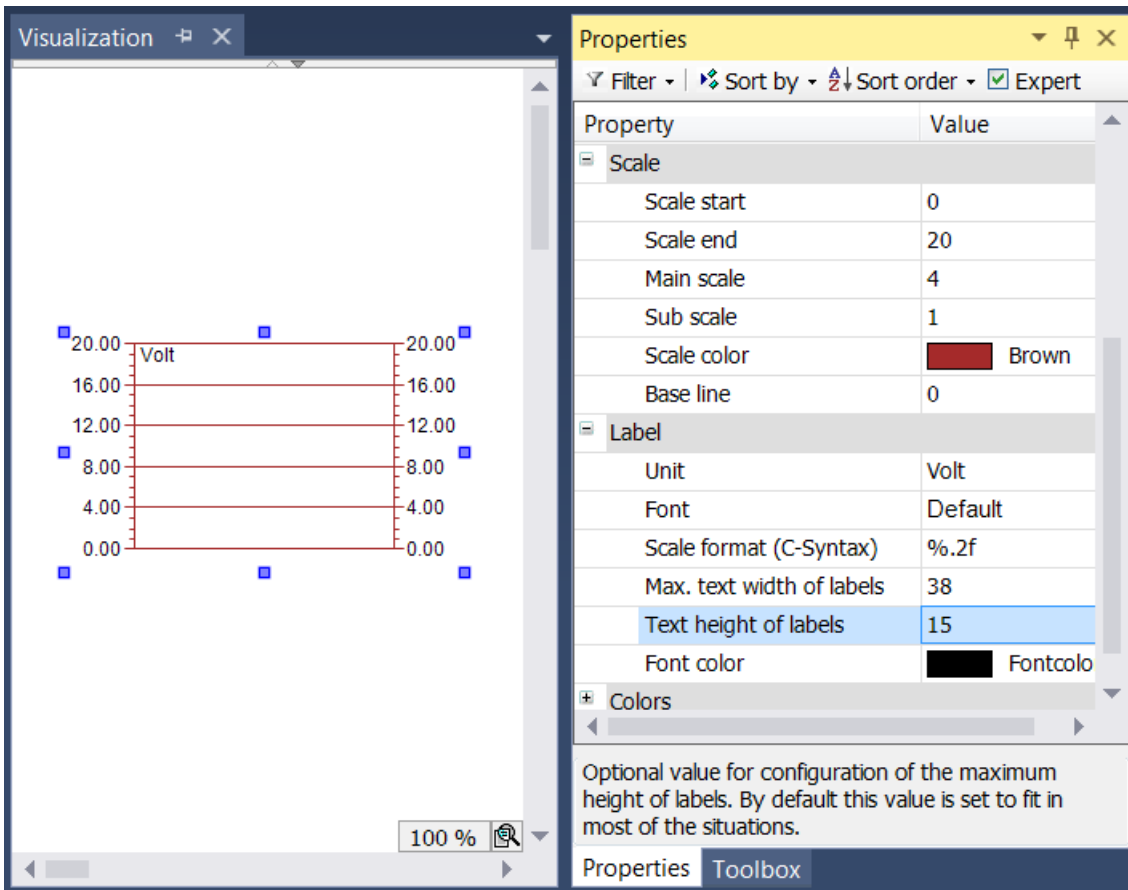 Visualization
20.00 Volt 20.00
16.00 16.00
12.00 12.00
8.00 8.00
4.00 4.00
0.00 0.00
100 %
Properties
Filter Sort by Sort order Expert
Property Value
Scale
Scale start 0
Scale end 20
Main scale 4
Sub scale 1
Scale color Brown
Base line 0
Label
Unit Volt
Font Default
Scale format (C-Syntax) %.2f
Max. text width of labels 38
Text height of labels 15
Font color Fontcolo
Colors
Optional value for configuration of the maximum
height of labels. By default this value is set to fit in
most of the situations.
Properties Toolbox